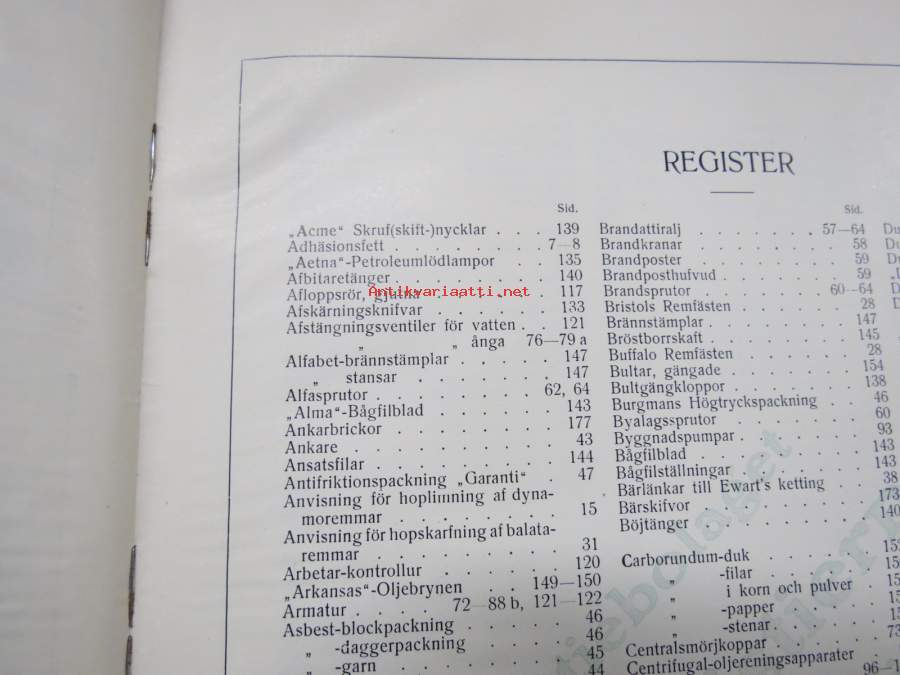 REGISTER
Sid.
„Acme“ Skruf(skift-)nycklar . . . 139
Adhäsionsfett . . . . . . . . 7—8
„Aetna“-Petroleumlödlampor . . 135
Afbitaretänger . . . . . . . . 140
Afloppsrör, gjutna . . . . . . 117
Afskärningsknifvar . . . . . . 133
Afstängningsventiler för vatten . . 121
„ „ ånga 76—79 a
Alfabet-brännstämplar . . . . . 147
„ stansar . . . . . . . 147
Alfasprutor . . . . . . . . 62, 64
„Alma“-Bågfilblad . . . . . . 143
Ankarbrickor . . . . . . . . 177
Ankare . . . . . . . . . . 43
Ansatsfilar . . . . . . . . . 144
Antifriktionspackning „Garanti“ . 47
Anvisning för hoplimning af dyna-
moremmar . . . . . . . . 15
Anvisning för hopskarfning af balata-
remmar . . . . . . . . . 31
Arbetar-kontrollur . . . . . . 120
„Arkansas“-Oljebrynen . . 149—150
Armatur . . . . 72—88 b, 121—122
Asbest-blockpackning . . . . . 46
„ -daggerpackning . . . . 46
„ -garn . . . . . . . . 45
44
Sid.
Brandattiralj . . . . . . . 57—64
Brandkranar . . . . . . . . 58
Brandposter . . . . . . . . 59
Brandposthufvud . . . . . . . 59
Brandsprutor . . . . . . . 60—64
Bristols Remfästen . . . . . . 28
Brännstämplar . . . . . . . . 147
Bröstborrskaft . . . . . . . . 145
Buffalo Remfästen . . . . . . 28
Bultar, gängade . . . . . . . 154
Bultgängkloppor . . . . . . . 138
Burgmans Högtryckspackning . . 46
Byalagssprutor . . . . . . . 60
Byggnadspumpar . . . . . . . 93
Bågfilblad . . . . . . . . . 143
Bågfilställningar . . . . . . . 143
Bärlänkar till Ewart's ketting . . 38
Bärskifvor . . . . . . . . . 173
Böjtänger . . . . . . . . . 140
Carborundum-duk . . . . . .
„ -filar . . . . .
„ i korn och pulver .
„ -papper . . . .
„ -stenar . . . .
Centralsmörjkoppar . . . . . .
Centrifugal-oljereningsapparater .
Antikvariaatti.net